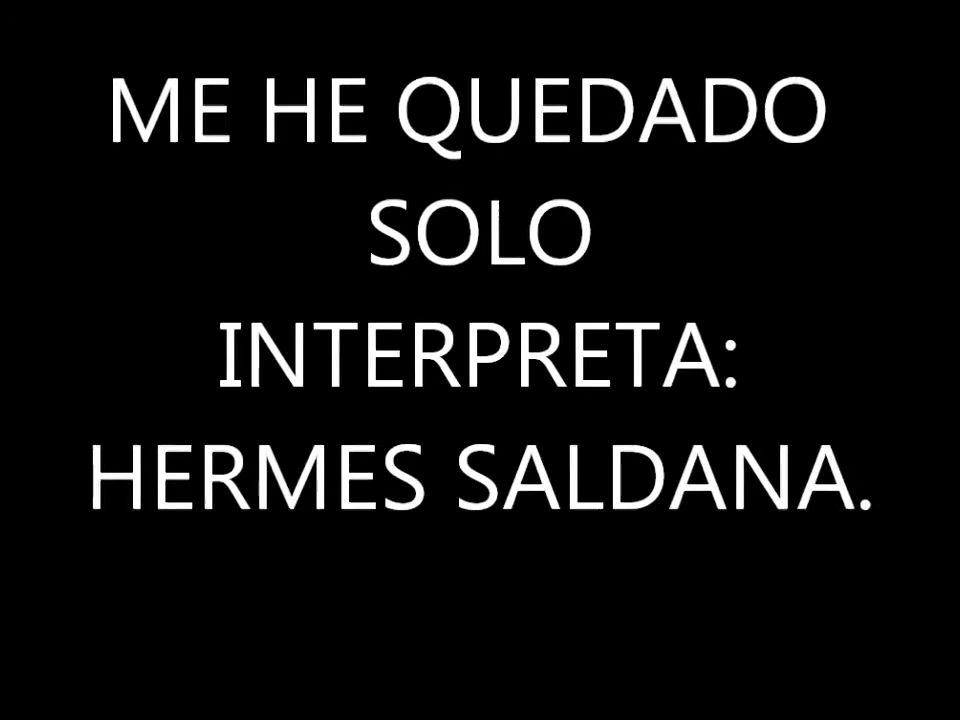 ME HE QUEDADO
SOLO
INTERPRETA:
HERMES SALDANA.